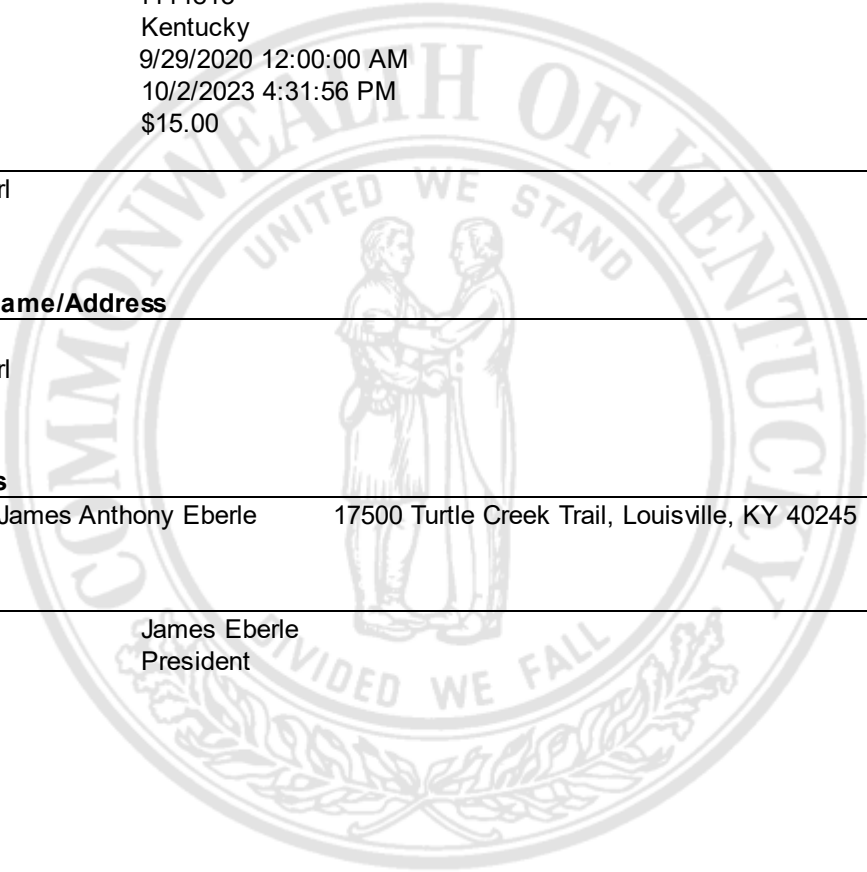 Kentucky
9/29/2020 12:00:00 AM
10/2/2023 4:31:56 PM
$15.00
rl
ame/Address
rl
s
James Anthony Eberle 17500 Turtle Creek Trail, Louisville, KY 40245
James Eberle
President
COMMONWEALTH OF KENTUCKY
UNITED WE STAND
DIVIDED WE FALL